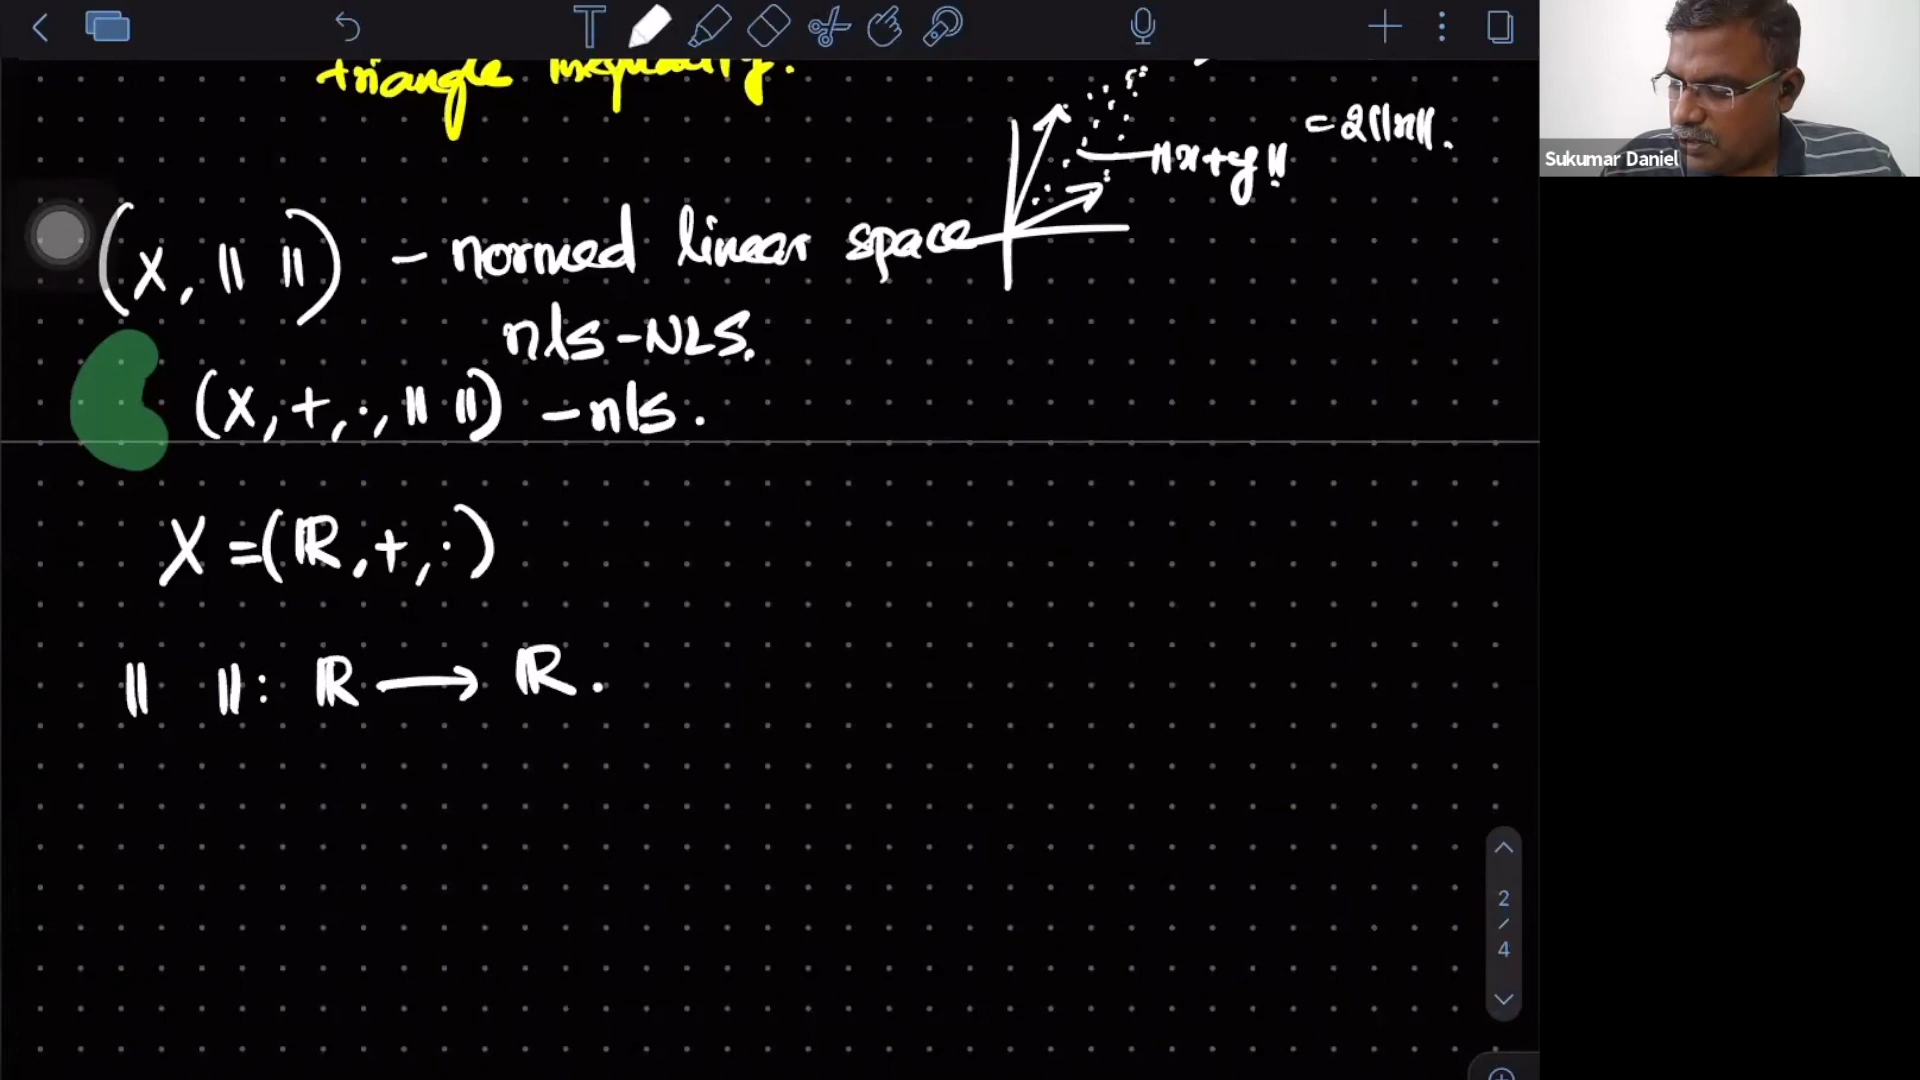 triangle inequality.
= 2||x||.
||x+y||
Sukumar Daniel
(X, || ||) - normed linear space
nls - NLS.
(X, +, ·, || ||) - nls.
X = (ℝ, +, ·)
|| ||: ℝ ⟶ ℝ.
2
/
4